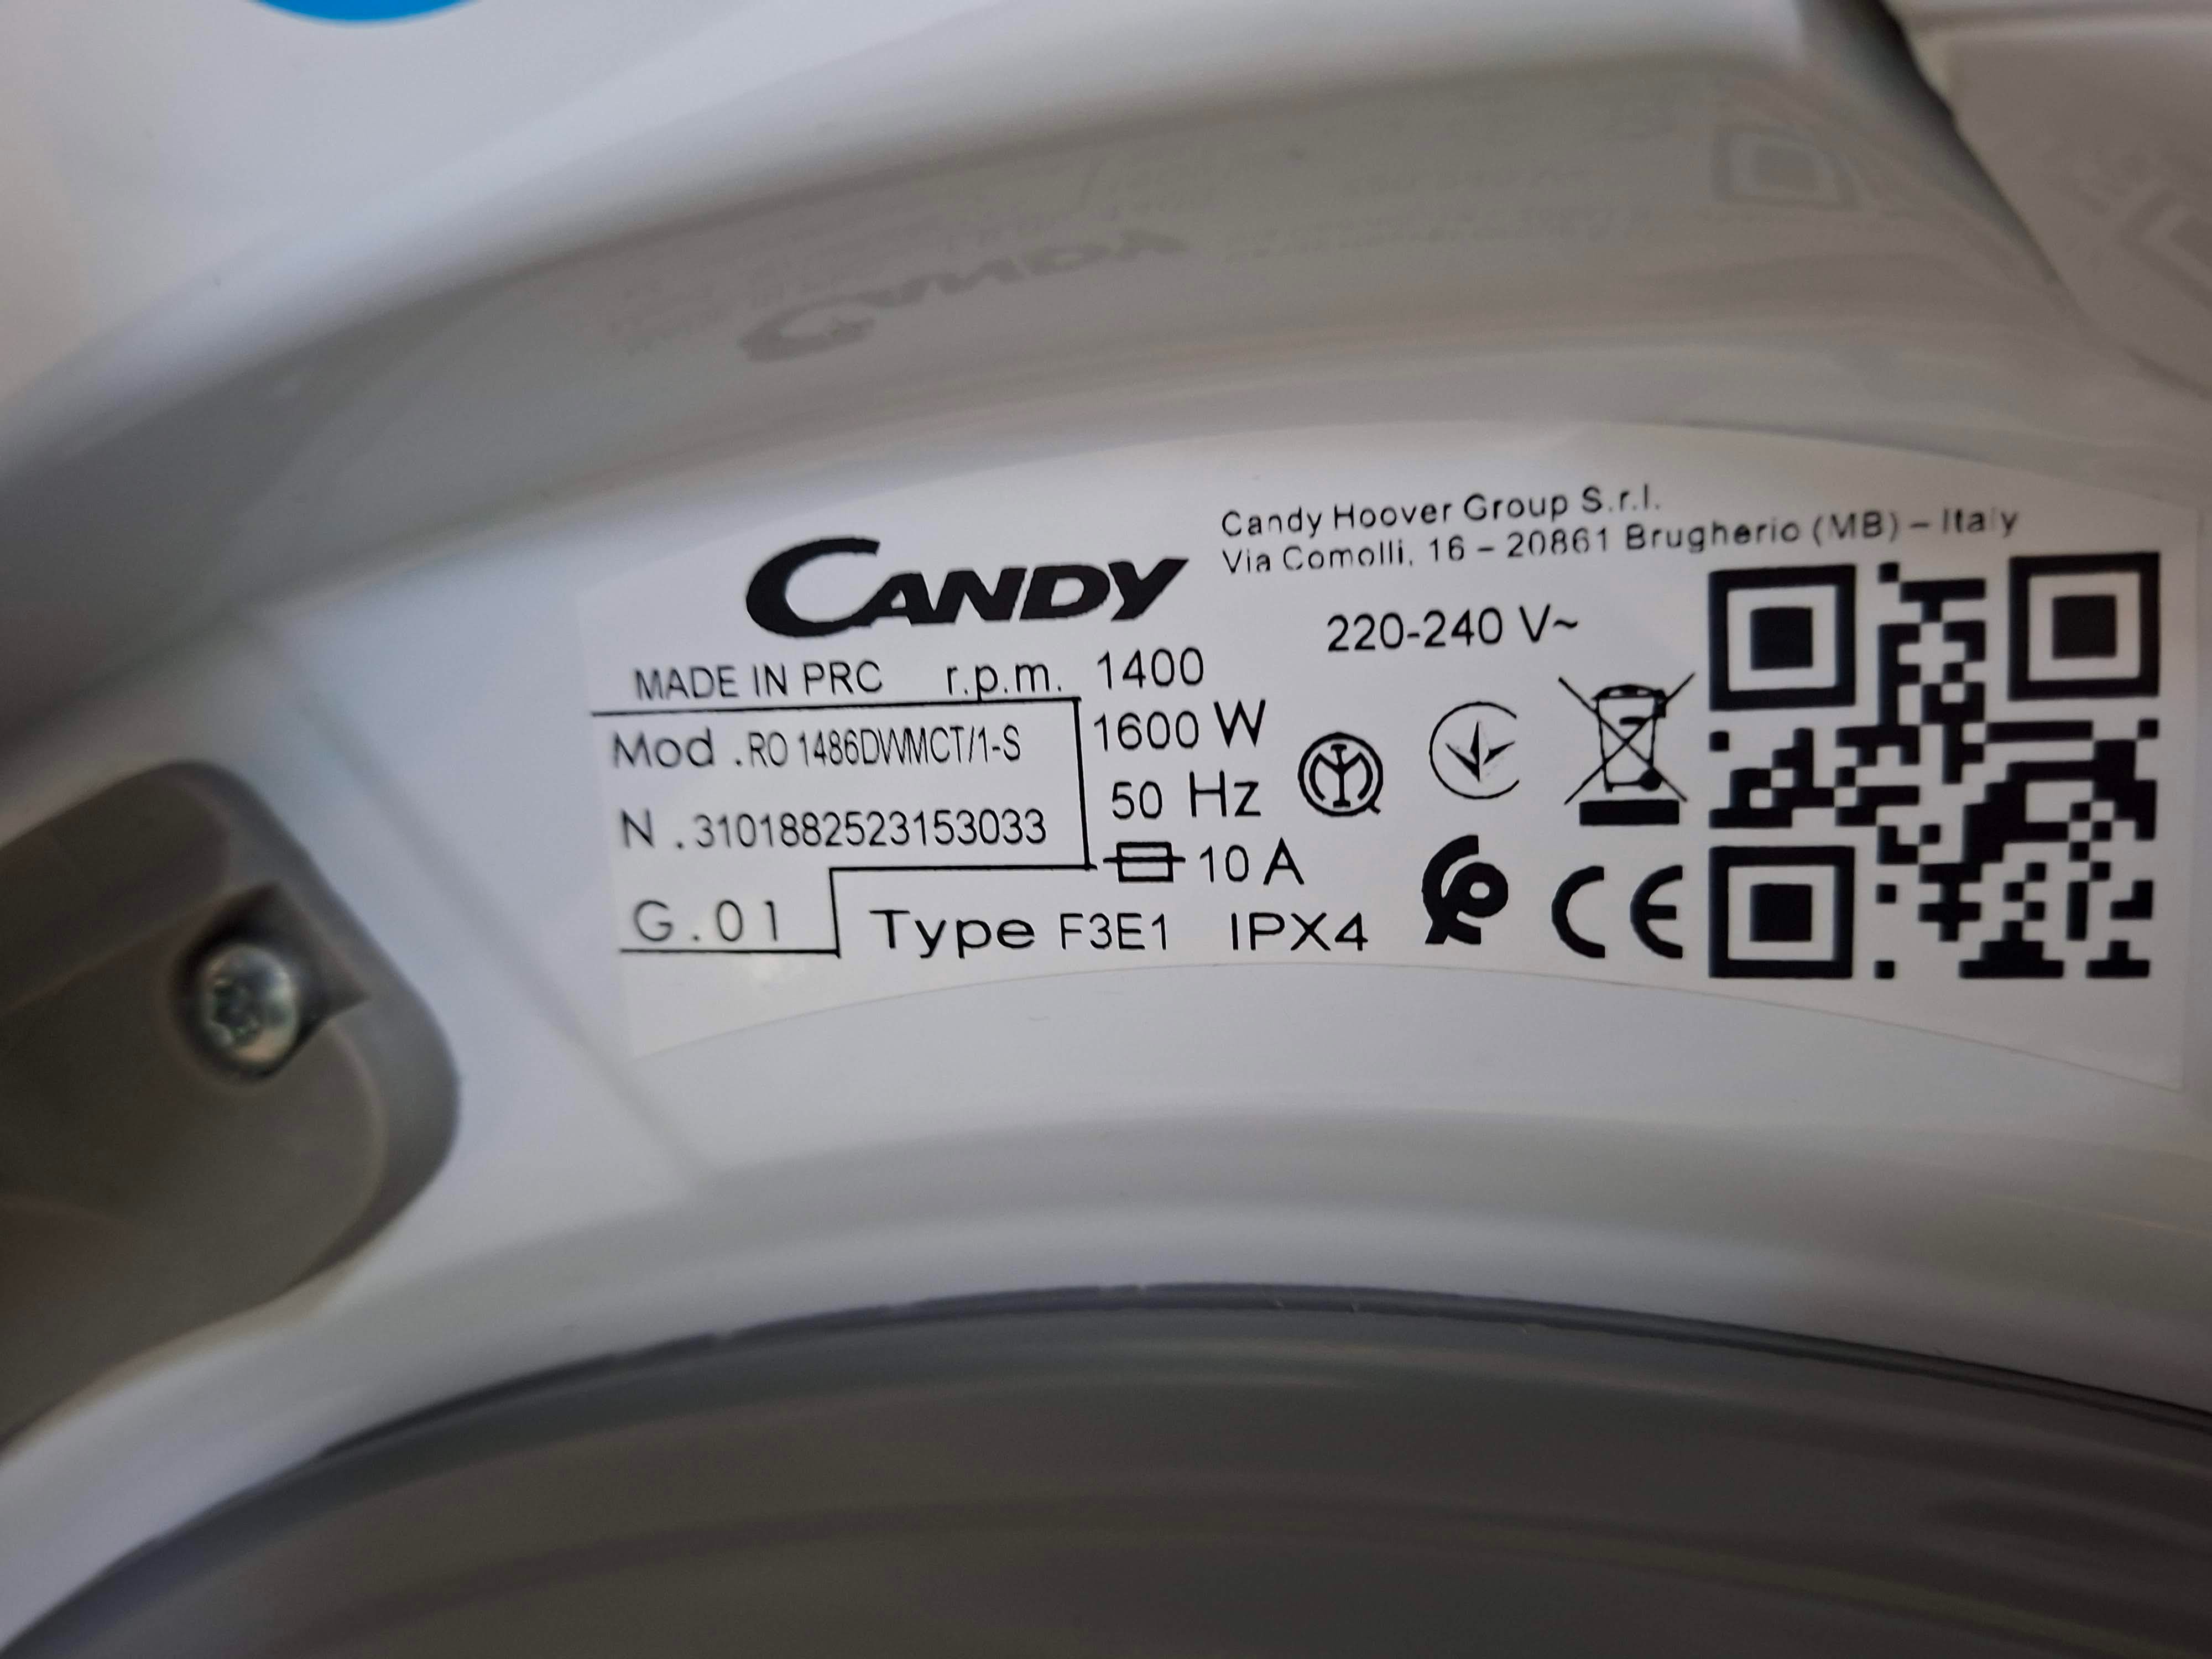 Candy Hoover Group S.r.l.
Via Comolli, 16 – 20861 Brugherio (MB) – Italy
CANDY
220-240 V~
MADE IN PRC r.p.m. 1400
Mod .RO 1486DWMCT/1-S
1600 W
N .3101882523153033
50 Hz
10 A
G.01
Type F3E1 IPX4
CE